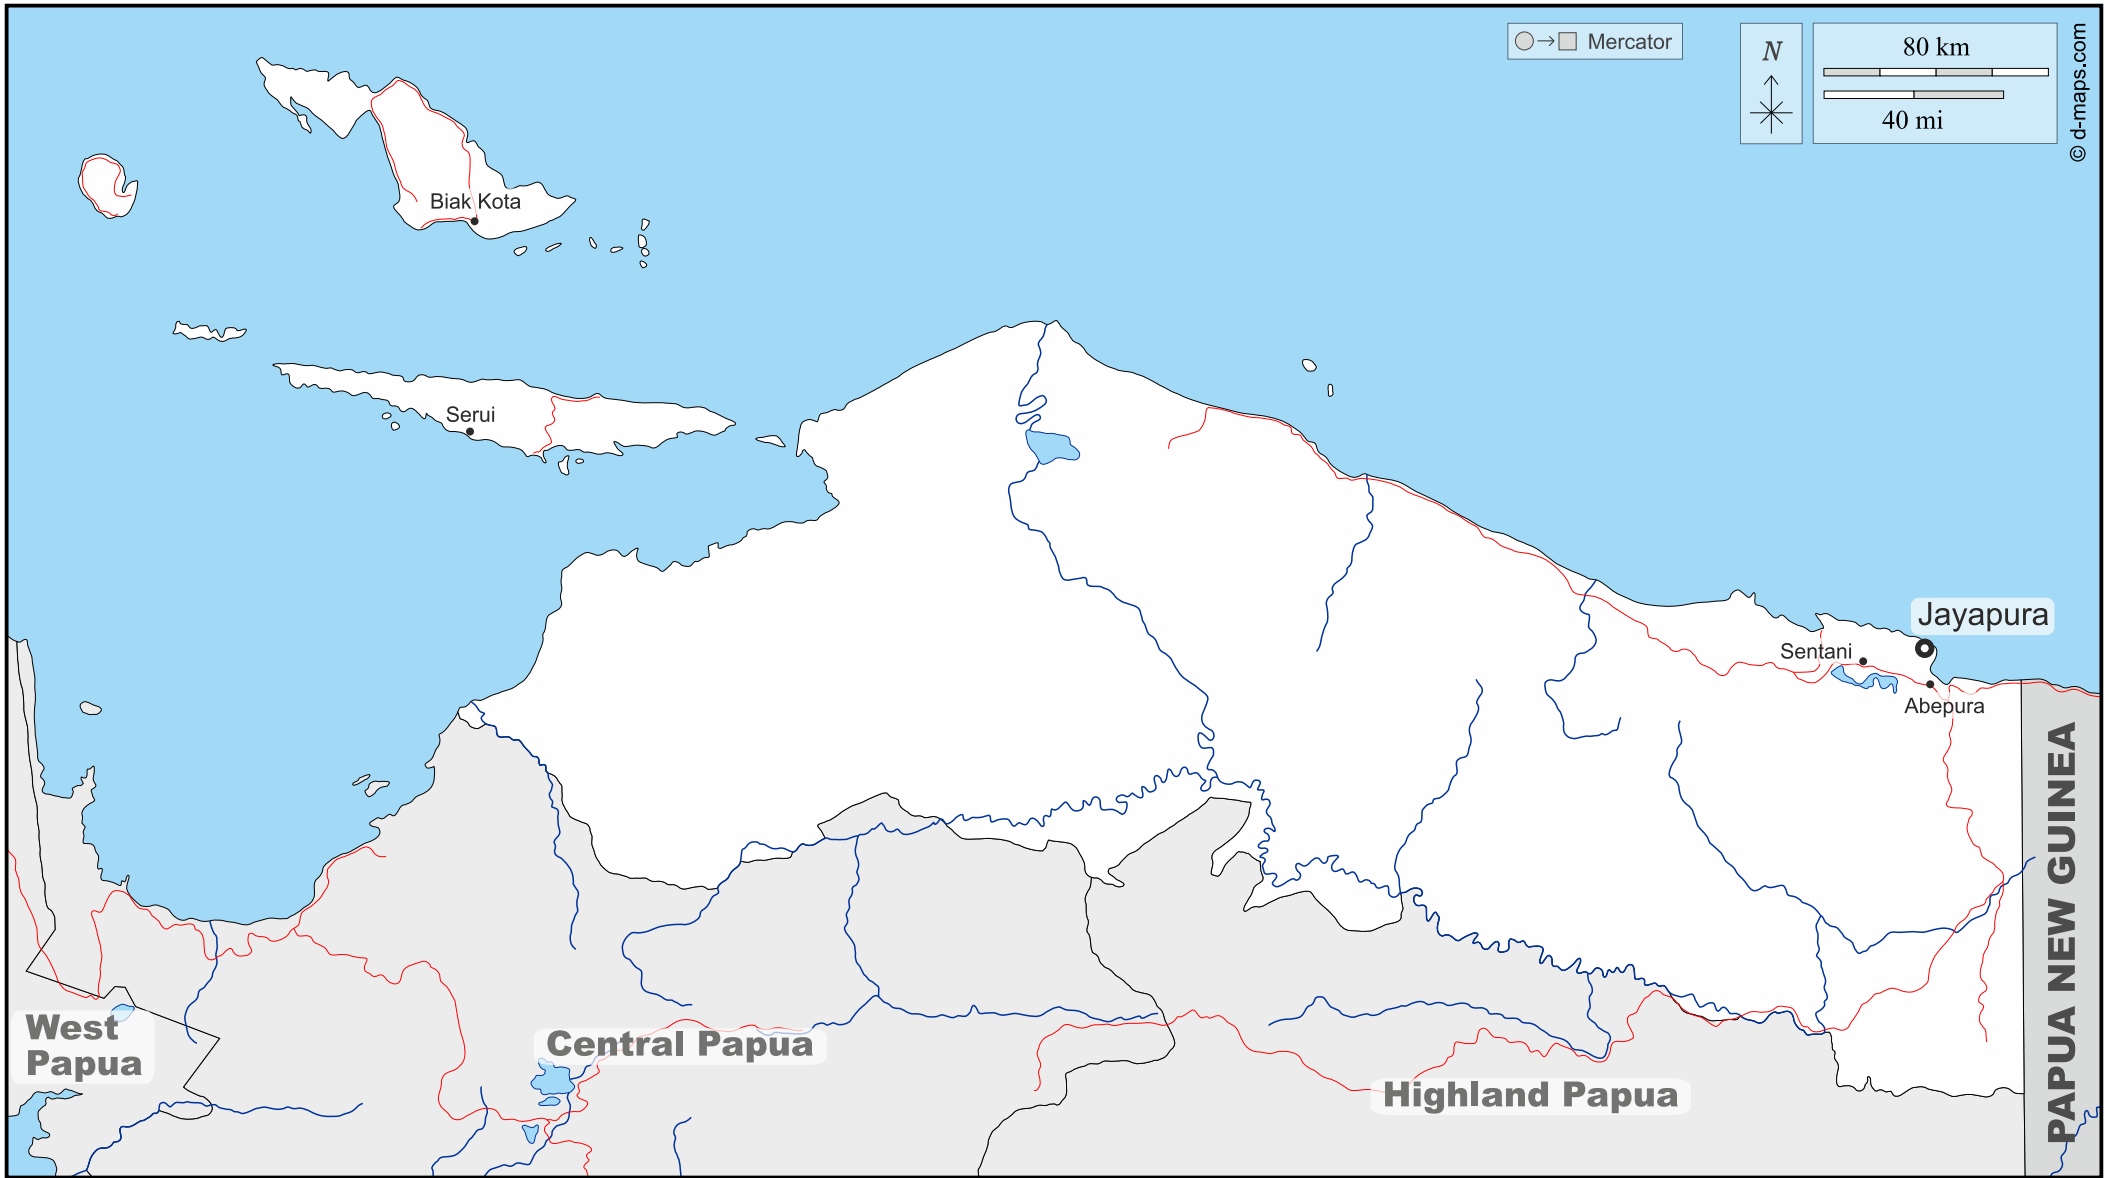 Mercator
N
80 km
40 mi
© d-maps.com
Biak Kota
Serui
Jayapura
Sentani
Abepura
PAPUA NEW GUINEA
West
Papua
Central Papua
Highland Papua